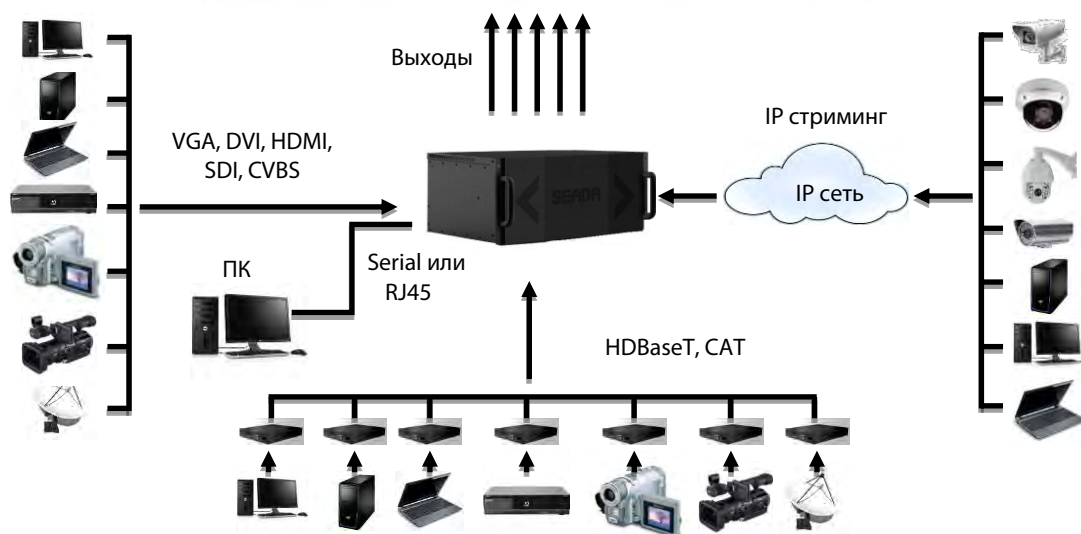 Выходы
IP стриминг
VGA, DVI, HDMI,
SDI, CVBS
SEADA
IP сеть
ПК
Serial или
RJ45
HDBaseT, CAT